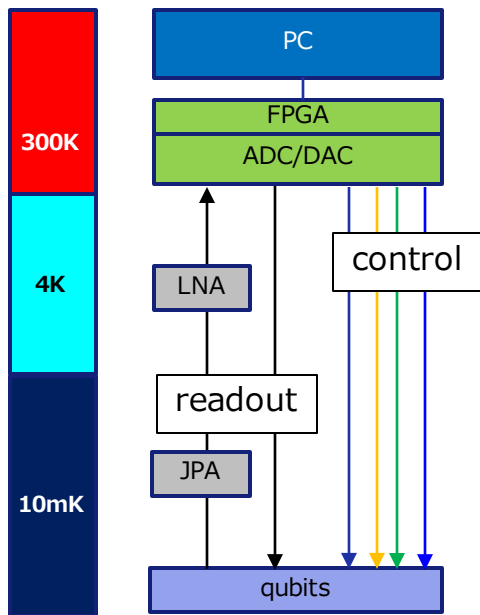 PC
FPGA
300K
ADC/DAC
control
4K
LNA
readout
JPA
10mK
qubits